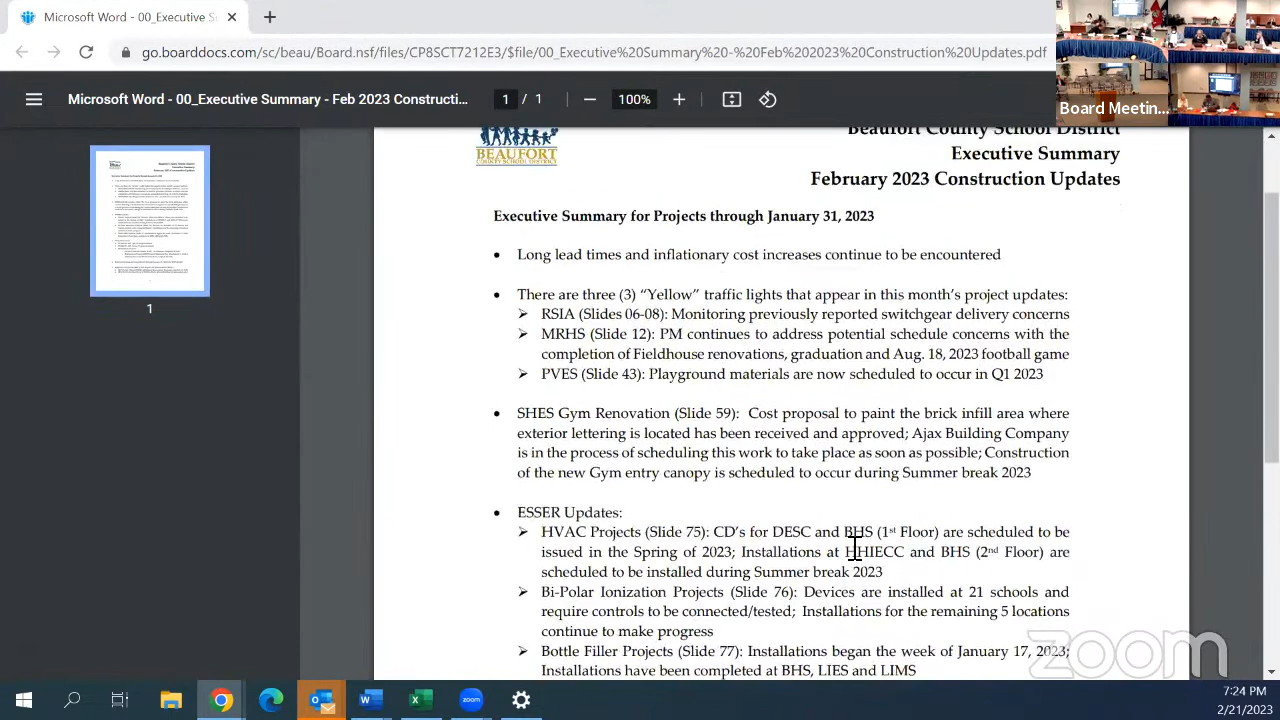 Microsoft Word - 00_Executive S
go.boarddocs.com/sc/beau/Board.nsf/files/CP8SCT721
Microsoft Word - 00_Executive Summary - Feb
1 / 1
100%
Board Meetin...
BEAUFORT
COUNTY SCHOOL DISTRICT
1
Beaufort County School District
Executive Summary
February 2023 Construction Updates
Executive Summary for Projects through January 31, 2023
• Long lead times and inflationary cost increases continue to be encountered
• There are three (3) “Yellow” traffic lights that appear in this month’s project updates:
➢ RSIA (Slides 06-08): Monitoring previously reported switchgear delivery concerns
➢ MRHS (Slide 12): PM continues to address potential schedule concerns with the
completion of Fieldhouse renovations, graduation and Aug. 18, 2023 football game
➢ PVES (Slide 43): Playground materials are now scheduled to occur in Q1 2023
• SHES Gym Renovation (Slide 59): Cost proposal to paint the brick infill area where
exterior lettering is located has been received and approved; Ajax Building Company
is in the process of scheduling this work to take place as soon as possible; Construction
of the new Gym entry canopy is scheduled to occur during Summer break 2023
• ESSER Updates:
➢ HVAC Projects (Slide 75): CD’s for DESC and BHS (1st Floor) are scheduled to be
issued in the Spring of 2023; Installations at HHIECC and BHS (2nd Floor) are
scheduled to be installed during Summer break 2023
➢ Bi-Polar Ionization Projects (Slide 76): Devices are installed at 21 schools and
require controls to be connected/tested; Installations for the remaining 5 locations
continue to make progress
➢ Bottle Filler Projects (Slide 77): Installations began the week of January 17, 2023;
Installations have been completed at BHS, LIES and LIMS
zoom
zoom
7:24 PM
2/21/2023